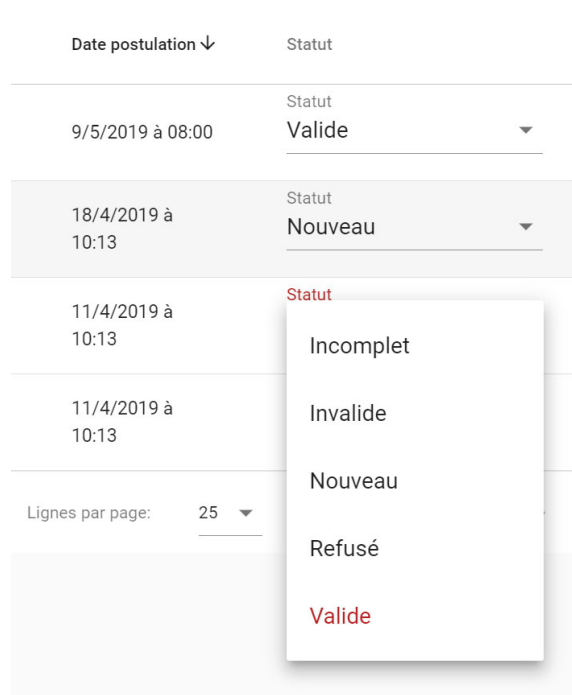 Date postulation Statut
Statut
9/5/2019 à 08:00 Valide
Statut
18/4/2019 à
10:13
Nouveau
Statut
11/4/2019 à
10:13
11/4/2019 à
10:13
Incomplet
Invalide
Nouveau
Refusé
Valide
Lignes par page: 25